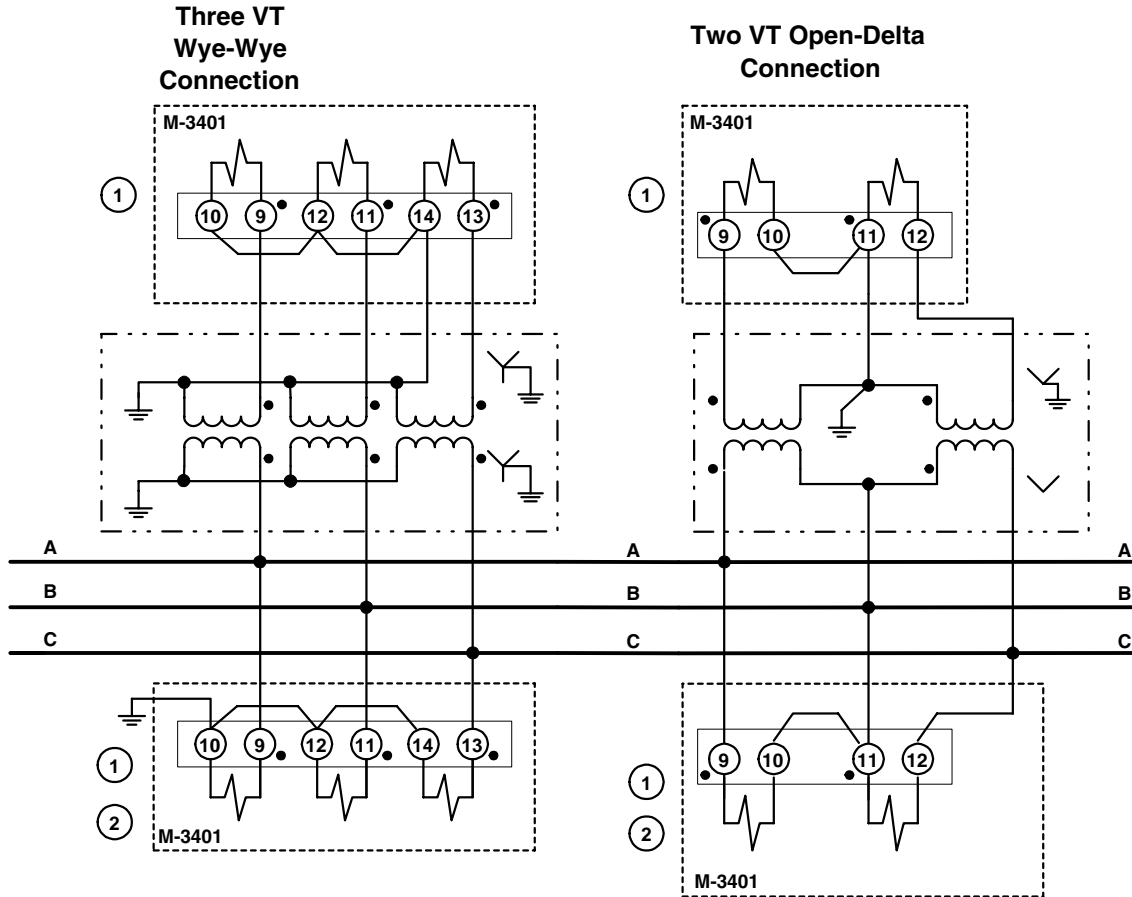 Three VT
Wye-Wye
Connection
Two VT Open-Delta
Connection
M-3401
M-3401
1
10 9 12 11 14 13
1
9 10 11 12
A A A
B B B
C C C
10 9 12 11 14 13
9 10 11 12
1
2
M-3401
1
2
M-3401